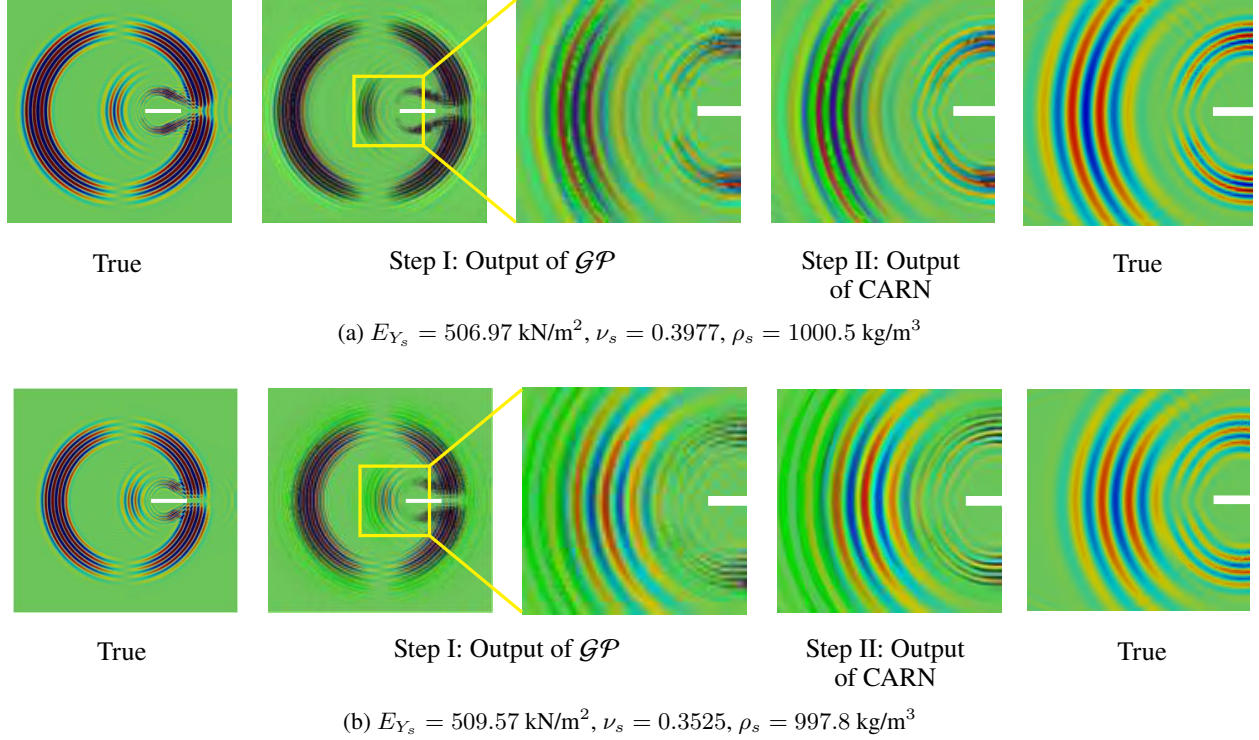 True
Step I: Output of 𝒢𝒫
Step II: Output
of CARN
True
(a) E_{Y_s} = 506.97 kN/m², ν_s = 0.3977, ρ_s = 1000.5 kg/m³
True
Step I: Output of 𝒢𝒫
Step II: Output
of CARN
True
(b) E_{Y_s} = 509.57 kN/m², ν_s = 0.3525, ρ_s = 997.8 kg/m³